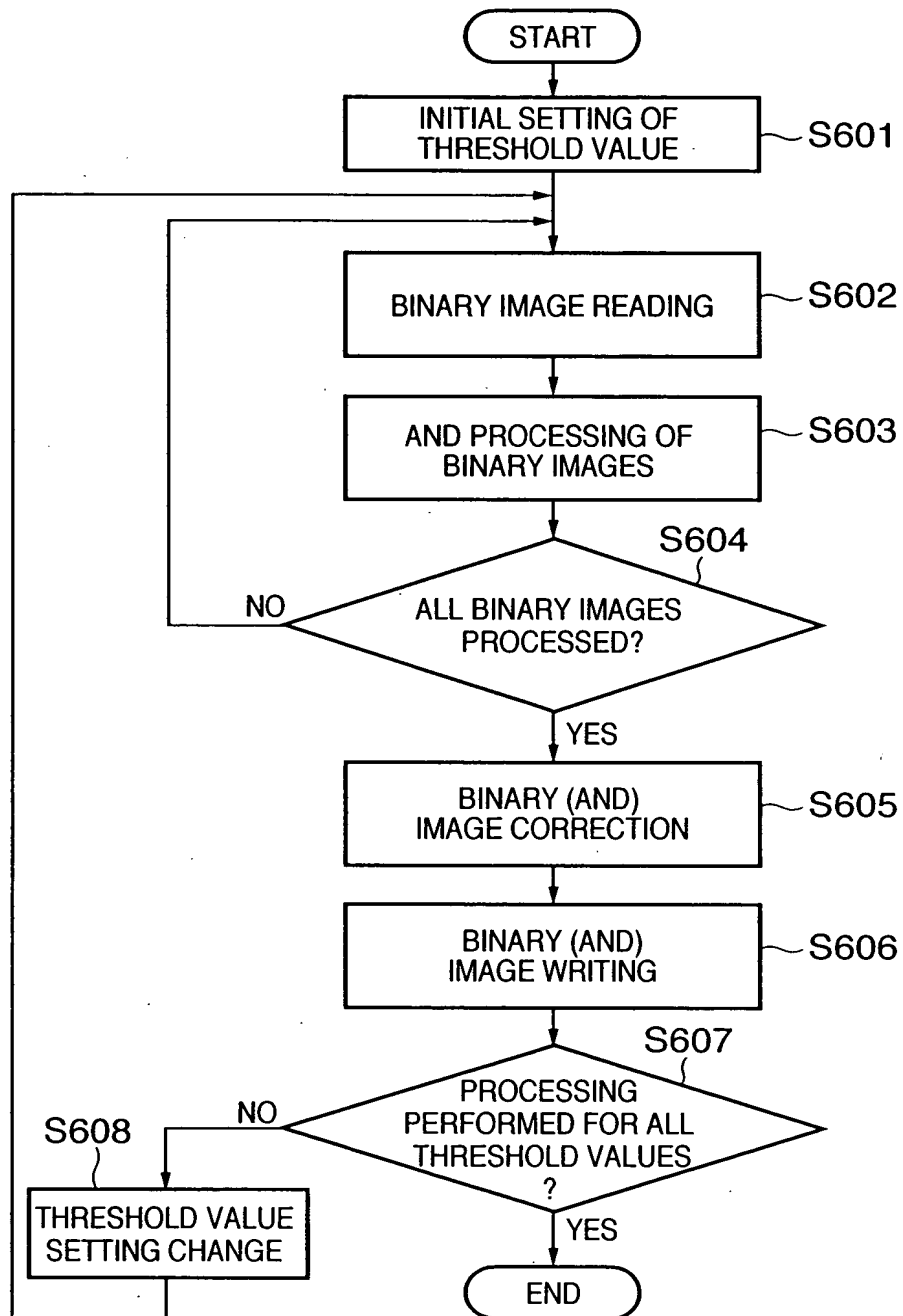 START
INITIAL SETTING OF
THRESHOLD VALUE
S601
BINARY IMAGE READING
S602
AND PROCESSING OF
BINARY IMAGES
S603
S604
NO
ALL BINARY IMAGES
PROCESSED?
YES
BINARY (AND)
IMAGE CORRECTION
S605
BINARY (AND)
IMAGE WRITING
S606
S607
NO
PROCESSING
PERFORMED FOR ALL
THRESHOLD VALUES
?
S608
THRESHOLD VALUE
SETTING CHANGE
YES
END